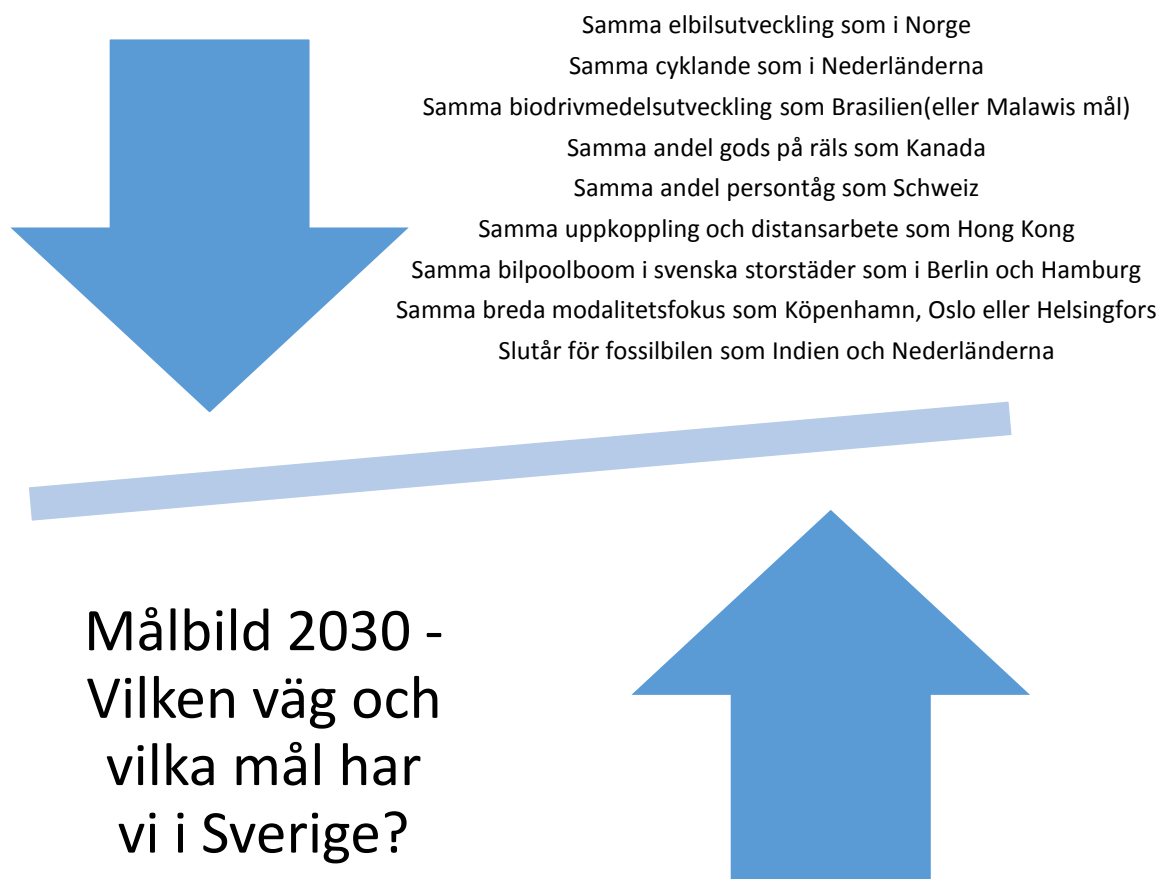 Samma elbilsutveckling som i Norge
Samma cyklande som i Nederländerna
Samma biodrivmedelsutveckling som Brasilien(eller Malawis mål)
Samma andel gods på räls som Kanada
Samma andel persontåg som Schweiz
Samma uppkoppling och distansarbete som Hong Kong
Samma bilpoolboom i svenska storstäder som i Berlin och Hamburg
Samma breda modalitetsfokus som Köpenhamn, Oslo eller Helsingfors
Slutår för fossilbilen som Indien och Nederländerna
Målbild 2030 -
Vilken väg och
vilka mål har
vi i Sverige?